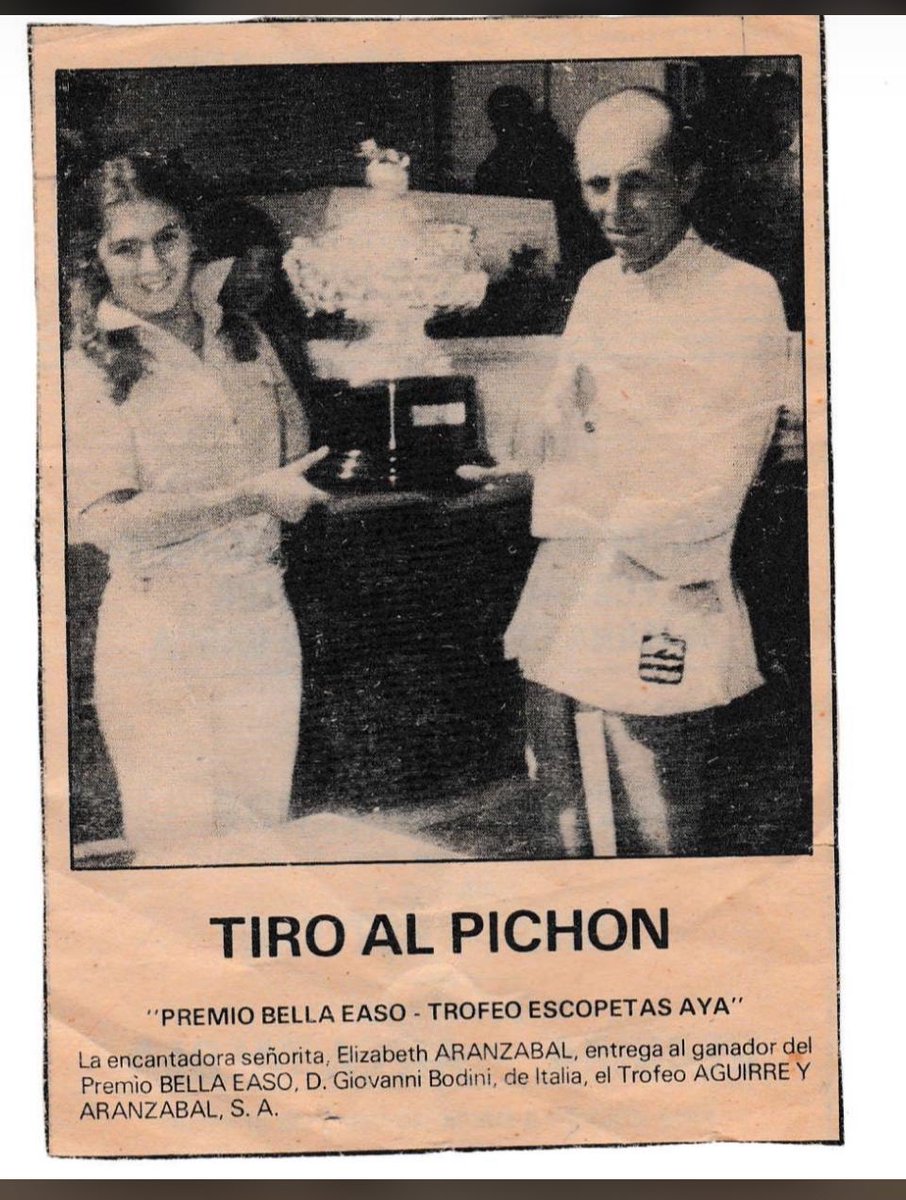 TIRO AL PICHON
"PREMIO BELLA EASO - TROFEO ESCOPETAS AYA"
La encantadora señorita, Elizabeth ARANZABAL, entrega al ganador del
Premio BELLA EASO, D. Giovanni Bodini, de Italia, el Trofeo AGUIRRE Y
ARANZABAL, S. A.